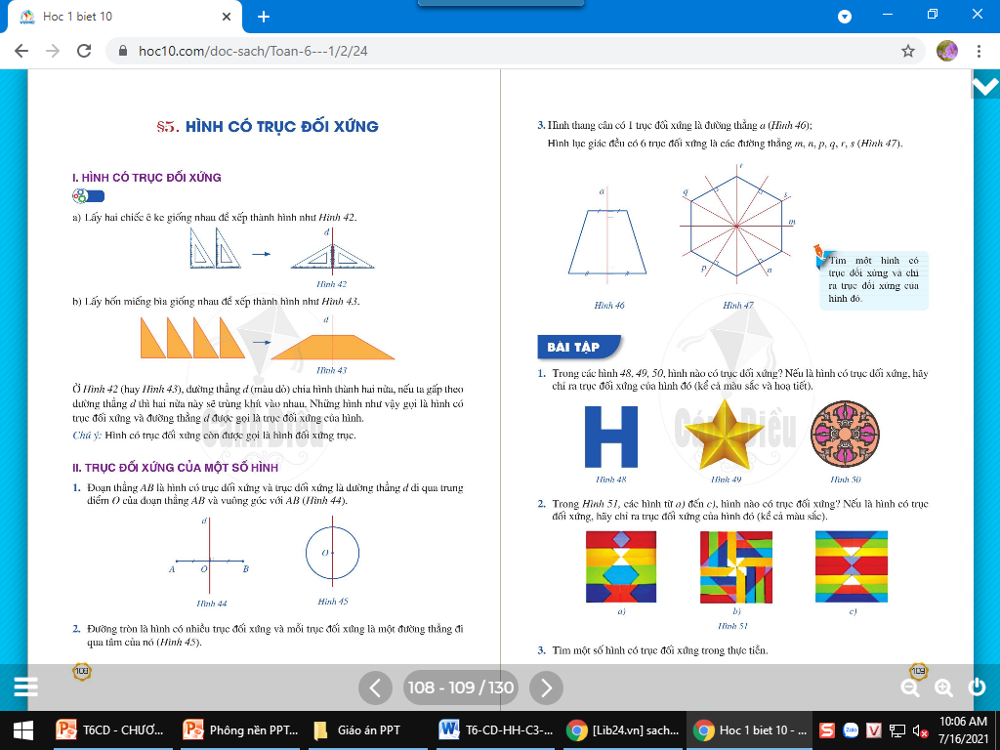 Hoc 1 biet 10
hoc10.com/doc-sach/Toan-6---1/2/24
§5. HÌNH CÓ TRỤC ĐỐI XỨNG
I. HÌNH CÓ TRỤC ĐỐI XỨNG
a) Lấy hai chiếc ê ke giống nhau để xếp thành hình như Hình 42.
d
Hình 42
b) Lấy bốn miếng bìa giống nhau để xếp thành hình như Hình 43.
d
Hình 43
Ở Hình 42 (hay Hình 43), đường thẳng d (màu đỏ) chia hình thành hai nửa, nếu ta gấp theo
đường thẳng d thì hai nửa này sẽ trùng khít vào nhau. Những hình như vậy gọi là hình có
trục đối xứng và đường thẳng d được gọi là trục đối xứng của hình.
Chú ý: Hình có trục đối xứng còn được gọi là hình đối xứng trục.
II. TRỤC ĐỐI XỨNG CỦA MỘT SỐ HÌNH
1. Đoạn thẳng AB là hình có trục đối xứng và trục đối xứng là đường thẳng d đi qua trung
điểm O của đoạn thẳng AB và vuông góc với AB (Hình 44).
d
A O B
O
Hình 44
Hình 45
2. Đường tròn là hình có nhiều trục đối xứng và mỗi trục đối xứng là một đường thẳng đi
qua tâm của nó (Hình 45).
108
3. Hình thang cân có 1 trục đối xứng là đường thẳng a (Hình 46);
Hình lục giác đều có 6 trục đối xứng là các đường thẳng m, n, p, q, r, s (Hình 47).
a
r
q
s
m
p
n
Hình 46
Hình 47
Tìm một hình có
trục đối xứng và chỉ
ra trục đối xứng của
hình đó.
BÀI TẬP
1. Trong các hình 48, 49, 50, hình nào có trục đối xứng? Nếu là hình có trục đối xứng, hãy
chỉ ra trục đối xứng của hình đó (kể cả màu sắc và hoạ tiết).
H
Hình 48
Hình 49
Hình 50
2. Trong Hình 51, các hình từ a) đến c), hình nào có trục đối xứng? Nếu là hình có trục
đối xứng, hãy chỉ ra trục đối xứng của hình đó (kể cả màu sắc).
a)
b)
c)
Hình 51
3. Tìm một số hình có trục đối xứng trong thực tiễn.
109
Cánh Diều
Cánh Diều
108 - 109 / 130
T6CD - CHƯƠ...
Phông nền PPT...
Giáo án PPT
T6-CD-HH-C3-...
[Lib24.vn] sach...
Hoc 1 biet 10 - ...
Zalo
10:06 AM
7/16/2021